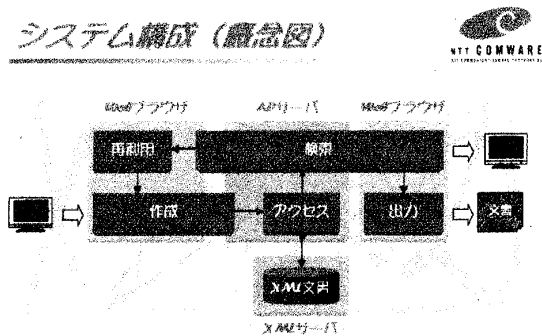 システム構成（概念図）
NTT COMWARE
Webブラウザ
APサーバ
Webブラウザ
再利用
検索
作成
アクセス
出力
文書
XML文書
XMLサーバ